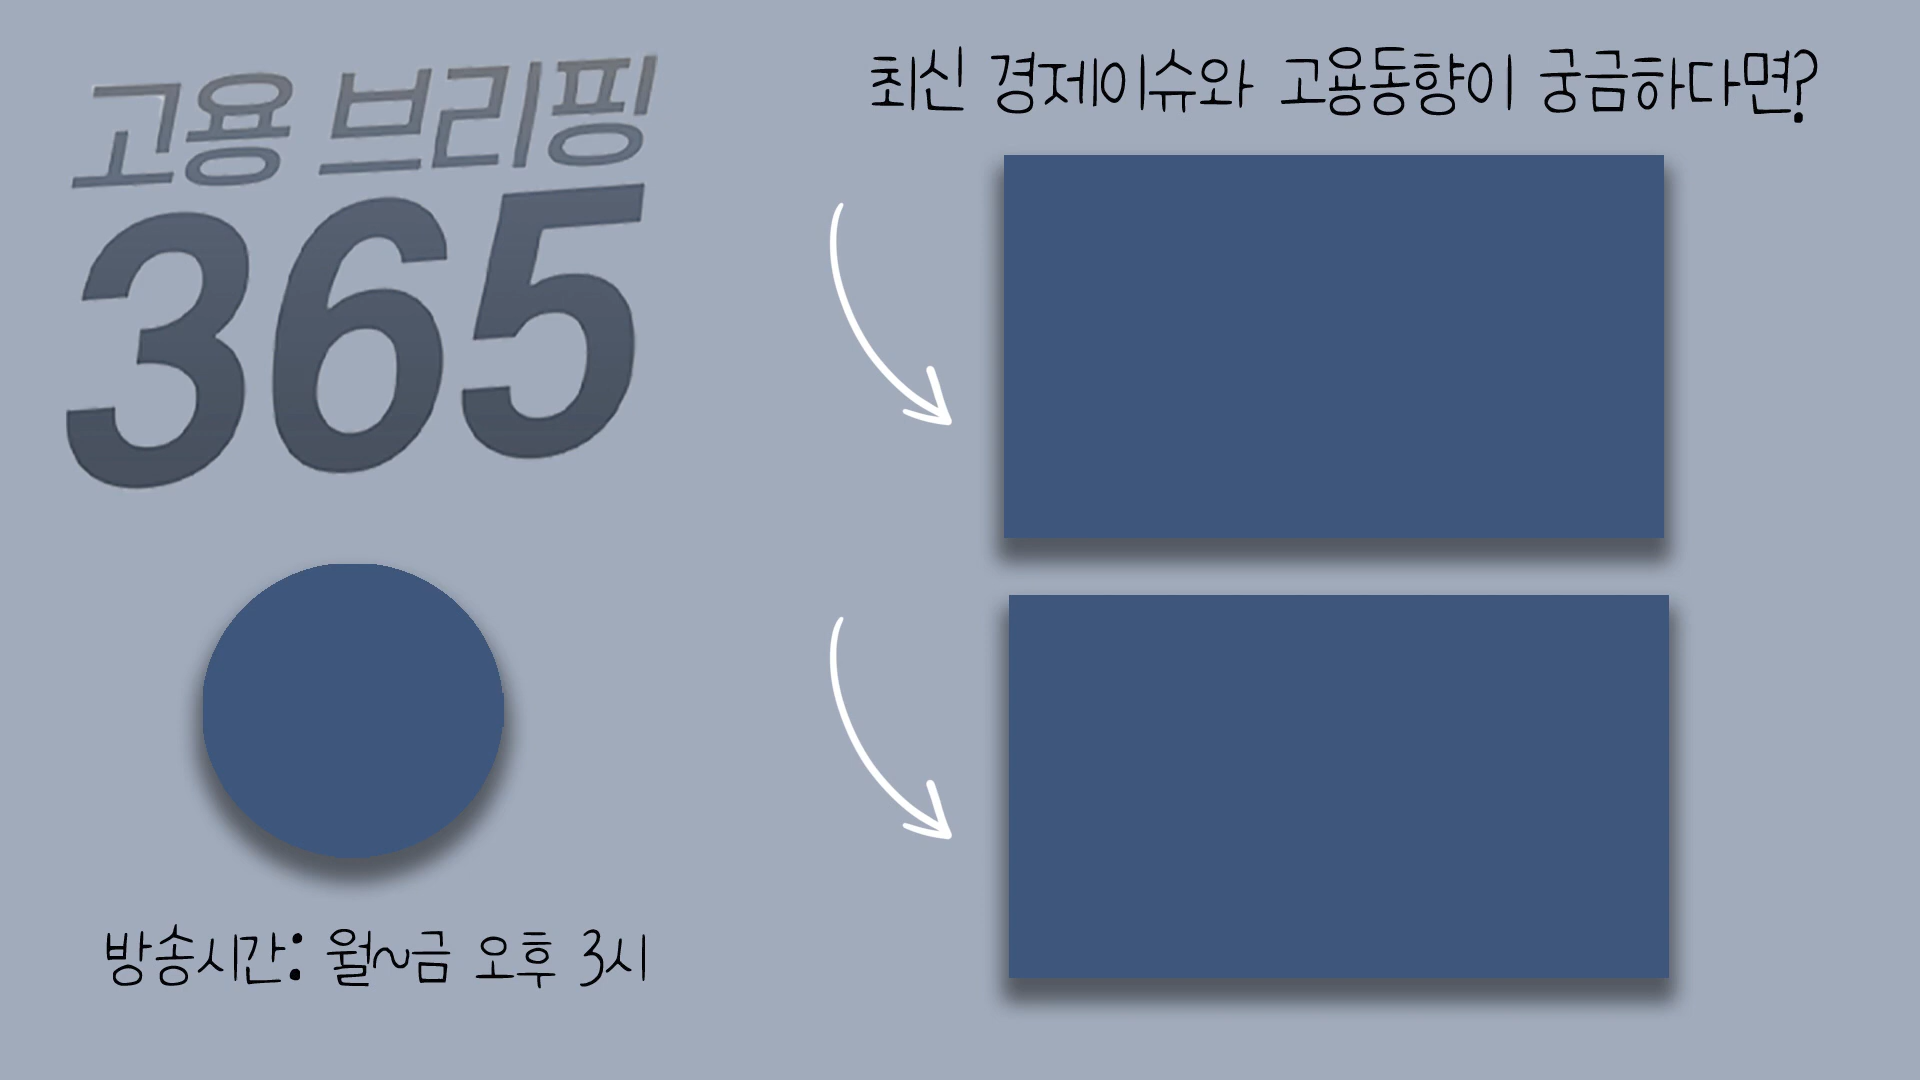 고용 브리핑
365
최신 경제이슈와 고용동향이 궁금하다면?
방송시간: 월~금 오후 3시